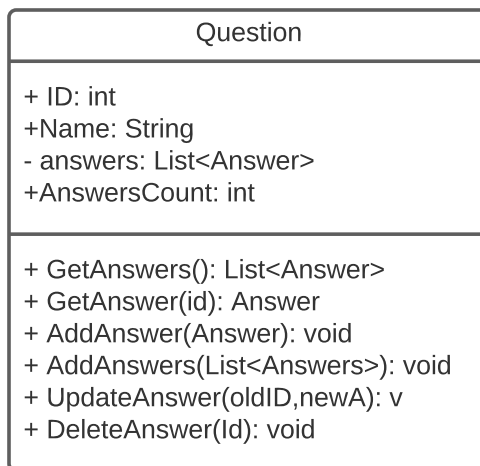 Question
+ ID: int
+Name: String
- answers: List<Answer>
+AnswersCount: int
+ GetAnswers(): List<Answer>
+ GetAnswer(id): Answer
+ AddAnswer(Answer): void
+ AddAnswers(List<Answers>): void
+ UpdateAnswer(oldID,newA): v
+ DeleteAnswer(Id): void